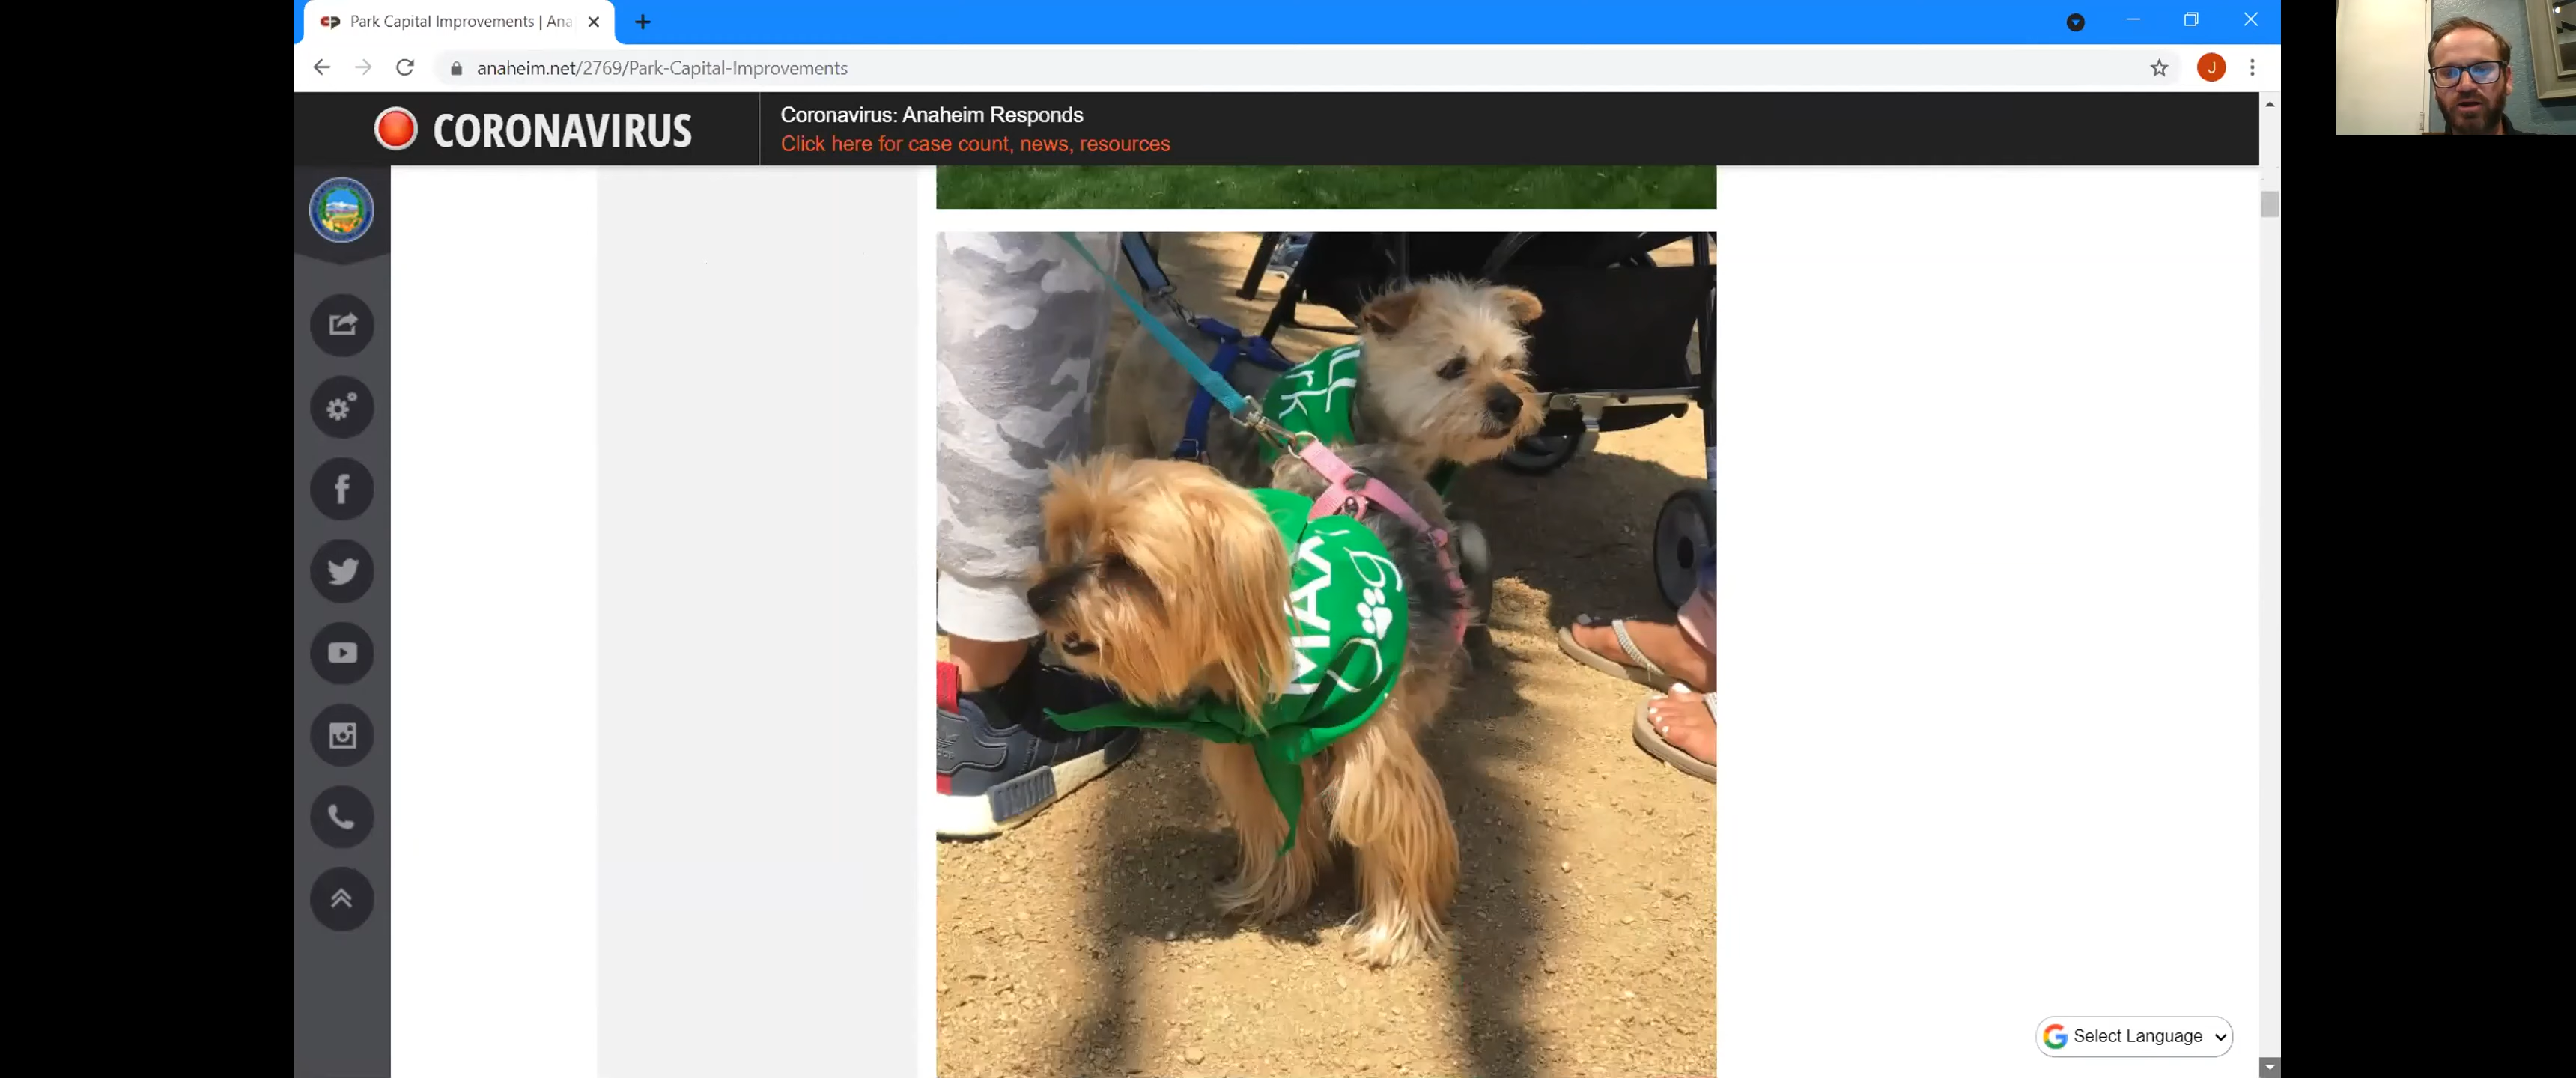 Park Capital Improvements | Ana
anaheim.net/2769/Park-Capital-Improvements
J
CORONAVIRUS
Coronavirus: Anaheim Responds
Click here for case count, news, resources
Select Language